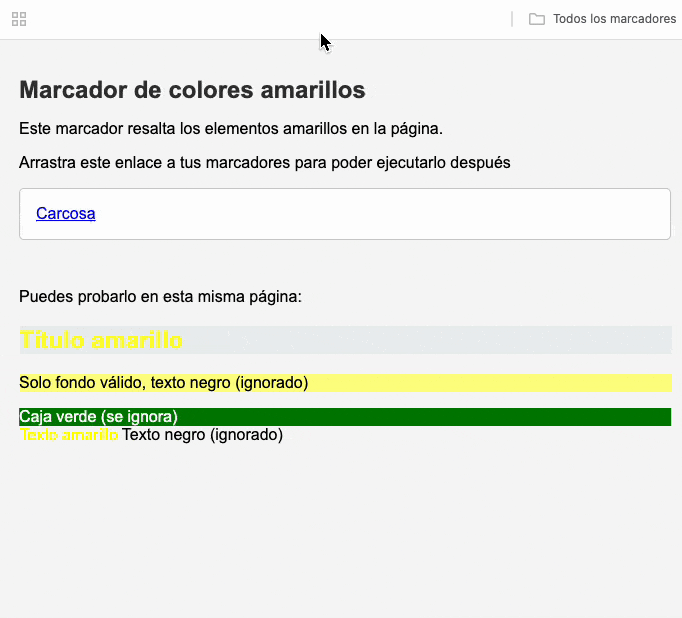 Todos los marcadores
Marcador de colores amarillos
Este marcador resalta los elementos amarillos en la página.
Arrastra este enlace a tus marcadores para poder ejecutarlo después
Carcosa
Puedes probarlo en esta misma página:
Título amarillo
Solo fondo válido, texto negro (ignorado)
Caja verde (se ignora)
Texto amarillo Texto negro (ignorado)